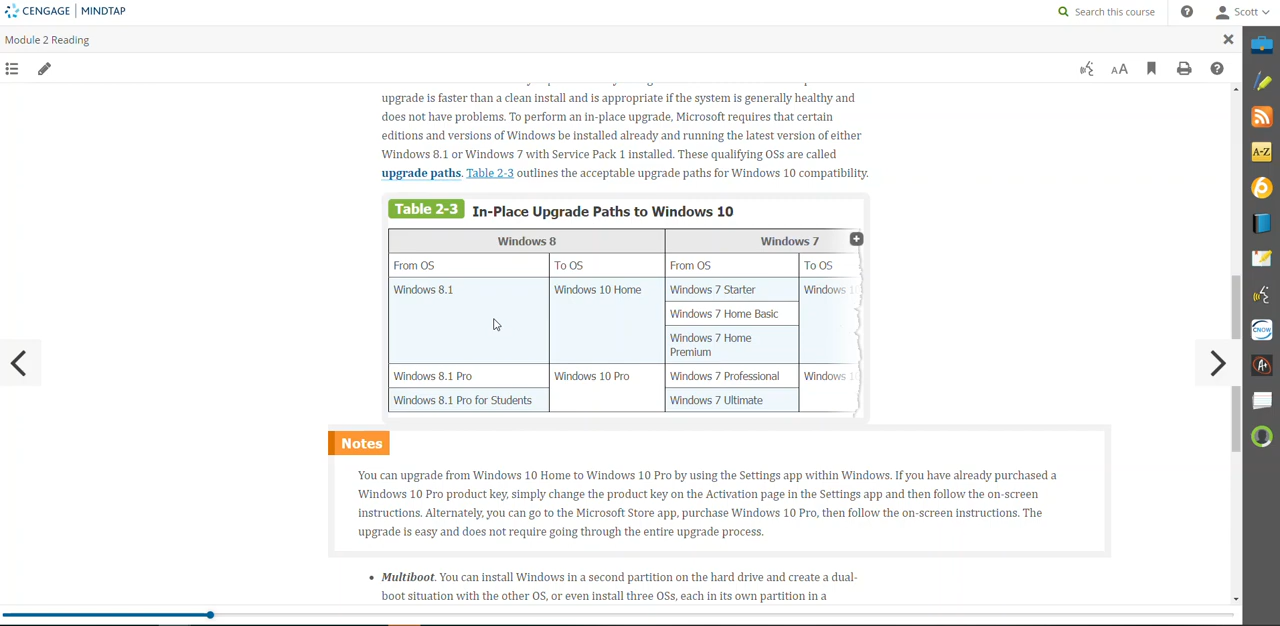 CENGAGE | MINDTAP
Search this course
Scott
Module 2 Reading
AA
upgrade is faster than a clean install and is appropriate if the system is generally healthy and
does not have problems. To perform an in-place upgrade, Microsoft requires that certain
editions and versions of Windows be installed already and running the latest version of either
Windows 8.1 or Windows 7 with Service Pack 1 installed. These qualifying OSs are called
upgrade paths. Table 2-3 outlines the acceptable upgrade paths for Windows 10 compatibility.
Table 2-3 In-Place Upgrade Paths to Windows 10
Windows 8 Windows 7
From OS To OS From OS To OS
Windows 8.1 Windows 10 Home Windows 7 Starter Windows
Windows 7 Home Basic
Windows 7 Home
Premium
Windows 8.1 Pro Windows 10 Pro Windows 7 Professional Windows
Windows 8.1 Pro for Students Windows 7 Ultimate
Notes
You can upgrade from Windows 10 Home to Windows 10 Pro by using the Settings app within Windows. If you have already purchased a
Windows 10 Pro product key, simply change the product key on the Activation page in the Settings app and then follow the on-screen
instructions. Alternately, you can go to the Microsoft Store app, purchase Windows 10 Pro, then follow the on-screen instructions. The
upgrade is easy and does not require going through the entire upgrade process.
• Multiboot. You can install Windows in a second partition on the hard drive and create a dual-
boot situation with the other OS, or even install three OSs, each in its own partition in a
A-Z
CNOW
A+